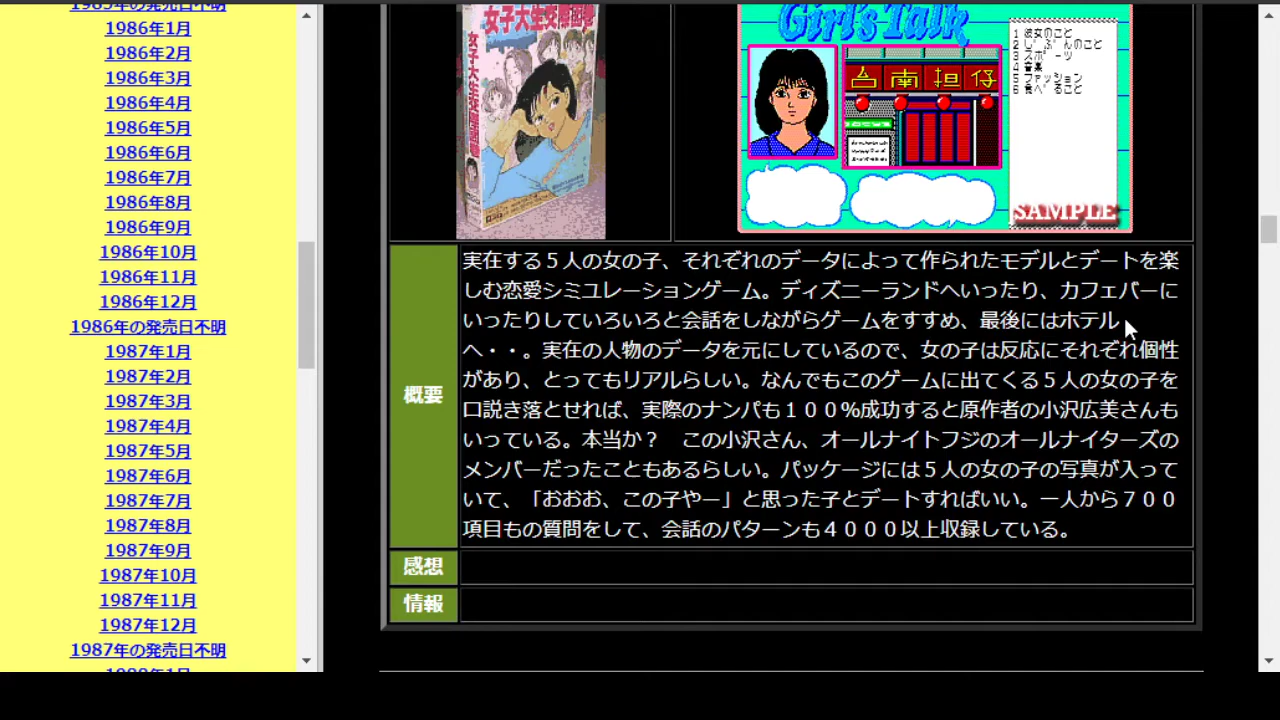 1986年1月
1986年2月
1986年3月
1986年4月
1986年5月
1986年6月
1986年7月
1986年8月
1986年9月
1986年10月
1986年11月
1986年12月
1986年の発売日不明
1987年1月
1987年2月
1987年3月
1987年4月
1987年5月
1987年6月
1987年7月
1987年8月
1987年9月
1987年10月
1987年11月
1987年12月
1987年の発売日不明
女子大生交際図鑑
Girl's Talk
台南担仔
1 彼女のこと
2 じぶんのこと
3 スポーツ
4 音楽
5 ファッション
6 食べること
SAMPLE
概要
実在する５人の女の子、それぞれのデータによって作られたモデルとデートを楽
しむ恋愛シミュレーションゲーム。ディズニーランドへいったり、カフェバーに
いったりしていろいろと会話をしながらゲームをすすめ、最後にはホテル
へ・・。実在の人物のデータを元にしているので、女の子は反応にそれぞれ個性
があり、とってもリアルらしい。なんでもこのゲームに出てくる５人の女の子を
口説き落とせれば、実際のナンパも１００％成功すると原作者の小沢広美さんも
いっている。本当か？　この小沢さん、オールナイトフジのオールナイターズの
メンバーだったこともあるらしい。パッケージには５人の女の子の写真が入って
いて、「おおお、この子やー」と思った子とデートすればいい。一人から７００
項目もの質問をして、会話のパターンも４０００以上収録している。
感想
情報